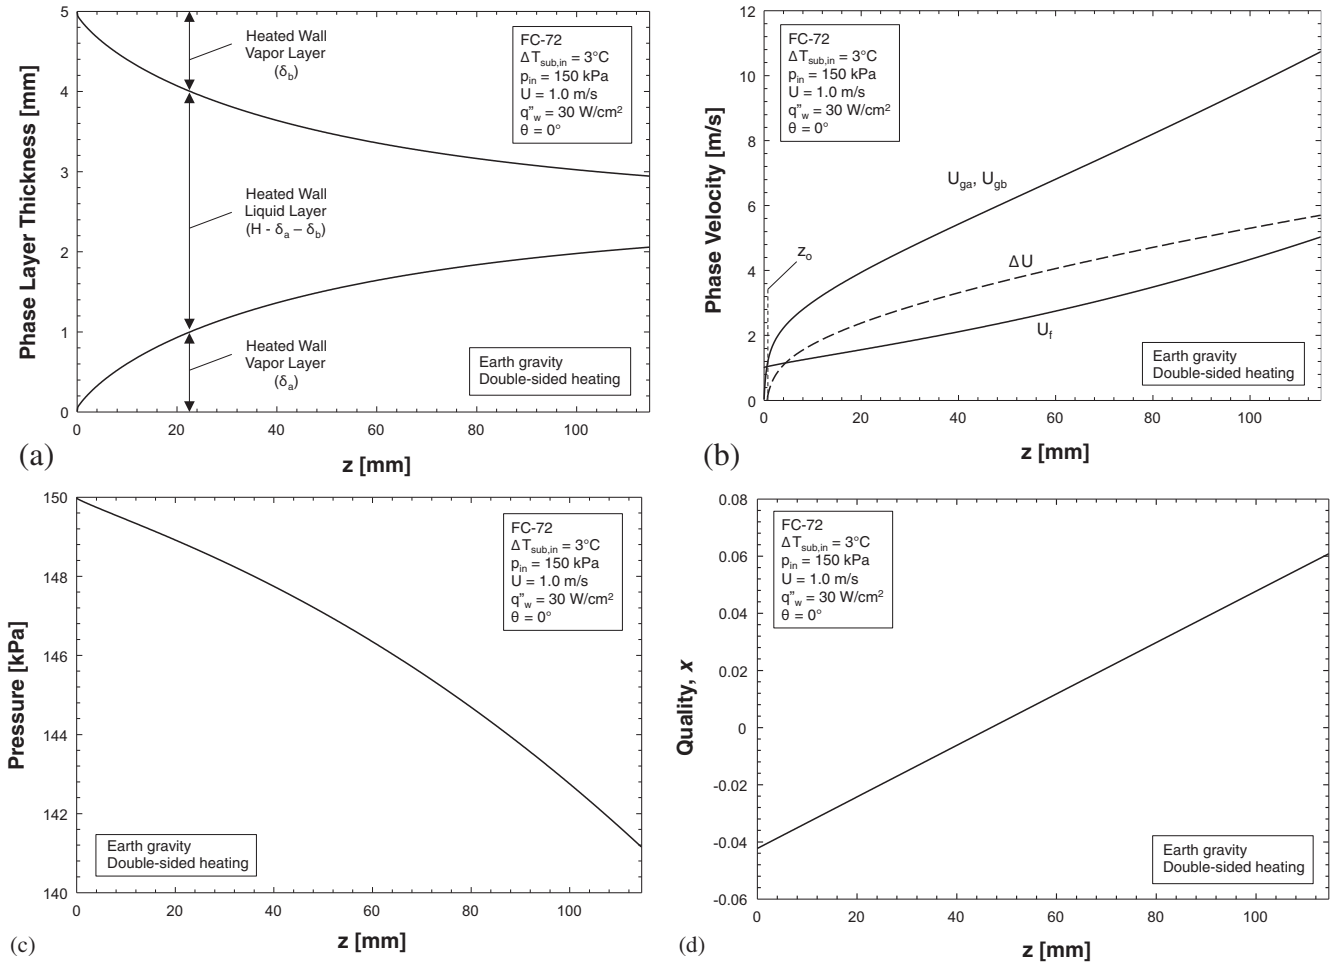 5
4
3
2
1
0
0
20
40
60
80
100
Phase Layer Thickness [mm]
z [mm]
Heated Wall
Vapor Layer
(δb)
Heated Wall
Liquid Layer
(H - δa – δb)
Heated Wall
Vapor Layer
(δa)
FC-72
ΔTsub,in = 3°C
pin = 150 kPa
U = 1.0 m/s
q"w = 30 W/cm2
θ = 0°
Earth gravity
Double-sided heating
(a)
12
10
8
6
4
2
0
0
20
40
60
80
100
Phase Velocity [m/s]
z [mm]
FC-72
ΔTsub,in = 3°C
pin = 150 kPa
U = 1.0 m/s
q"w = 30 W/cm2
θ = 0°
Uga, Ugb
zo
ΔU
Uf
Earth gravity
Double-sided heating
(b)
150
148
146
144
142
140
0
20
40
60
80
100
Pressure [kPa]
z [mm]
FC-72
ΔTsub,in = 3°C
pin = 150 kPa
U = 1.0 m/s
q"w = 30 W/cm2
θ = 0°
Earth gravity
Double-sided heating
(c)
0.08
0.06
0.04
0.02
0
-0.02
-0.04
-0.06
0
20
40
60
80
100
Quality, x
z [mm]
FC-72
ΔTsub,in = 3°C
pin = 150 kPa
U = 1.0 m/s
q"w = 30 W/cm2
θ = 0°
Earth gravity
Double-sided heating
(d)